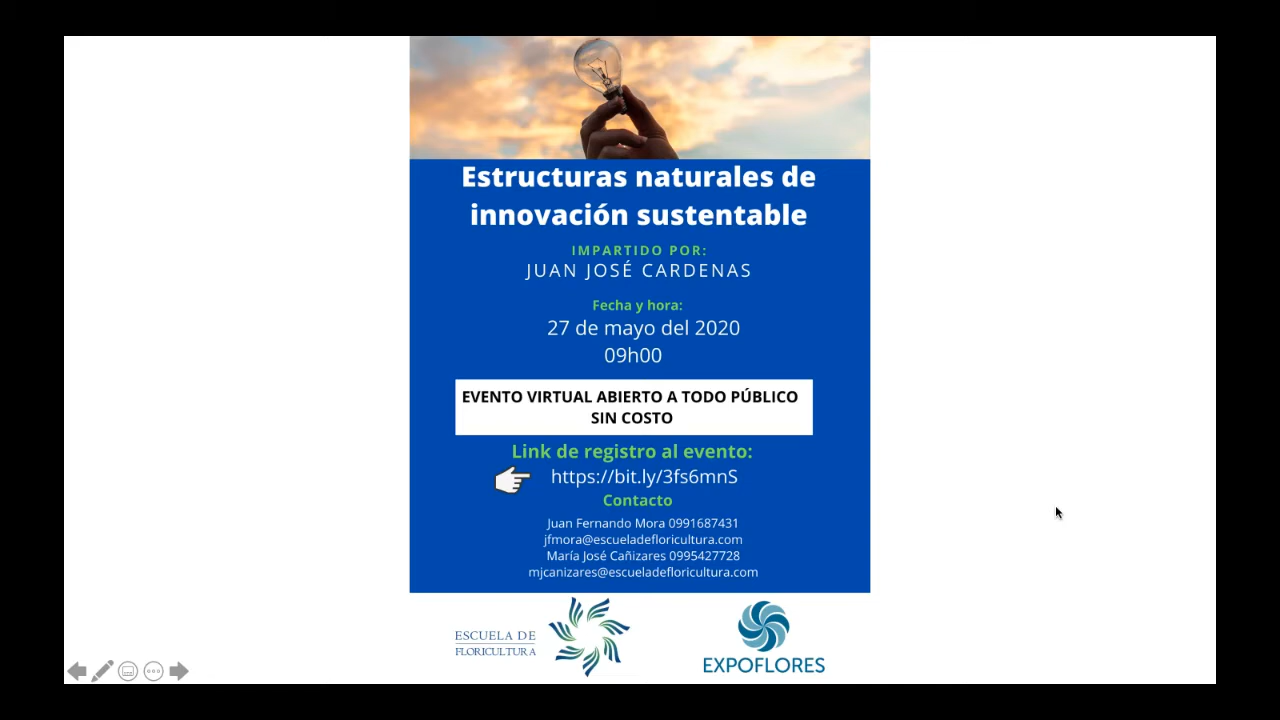 Estructuras naturales de
innovación sustentable
IMPARTIDO POR:
JUAN JOSÉ CARDENAS
Fecha y hora:
27 de mayo del 2020
09h00
EVENTO VIRTUAL ABIERTO A TODO PÚBLICO
SIN COSTO
Link de registro al evento:
https://bit.ly/3fs6mnS
Contacto
Juan Fernando Mora 0991687431
jfmora@escueladefloricultura.com
María José Cañizares 0995427728
mjcanizares@escueladefloricultura.com
ESCUELA DE
FLORICULTURA
EXPOFLORES